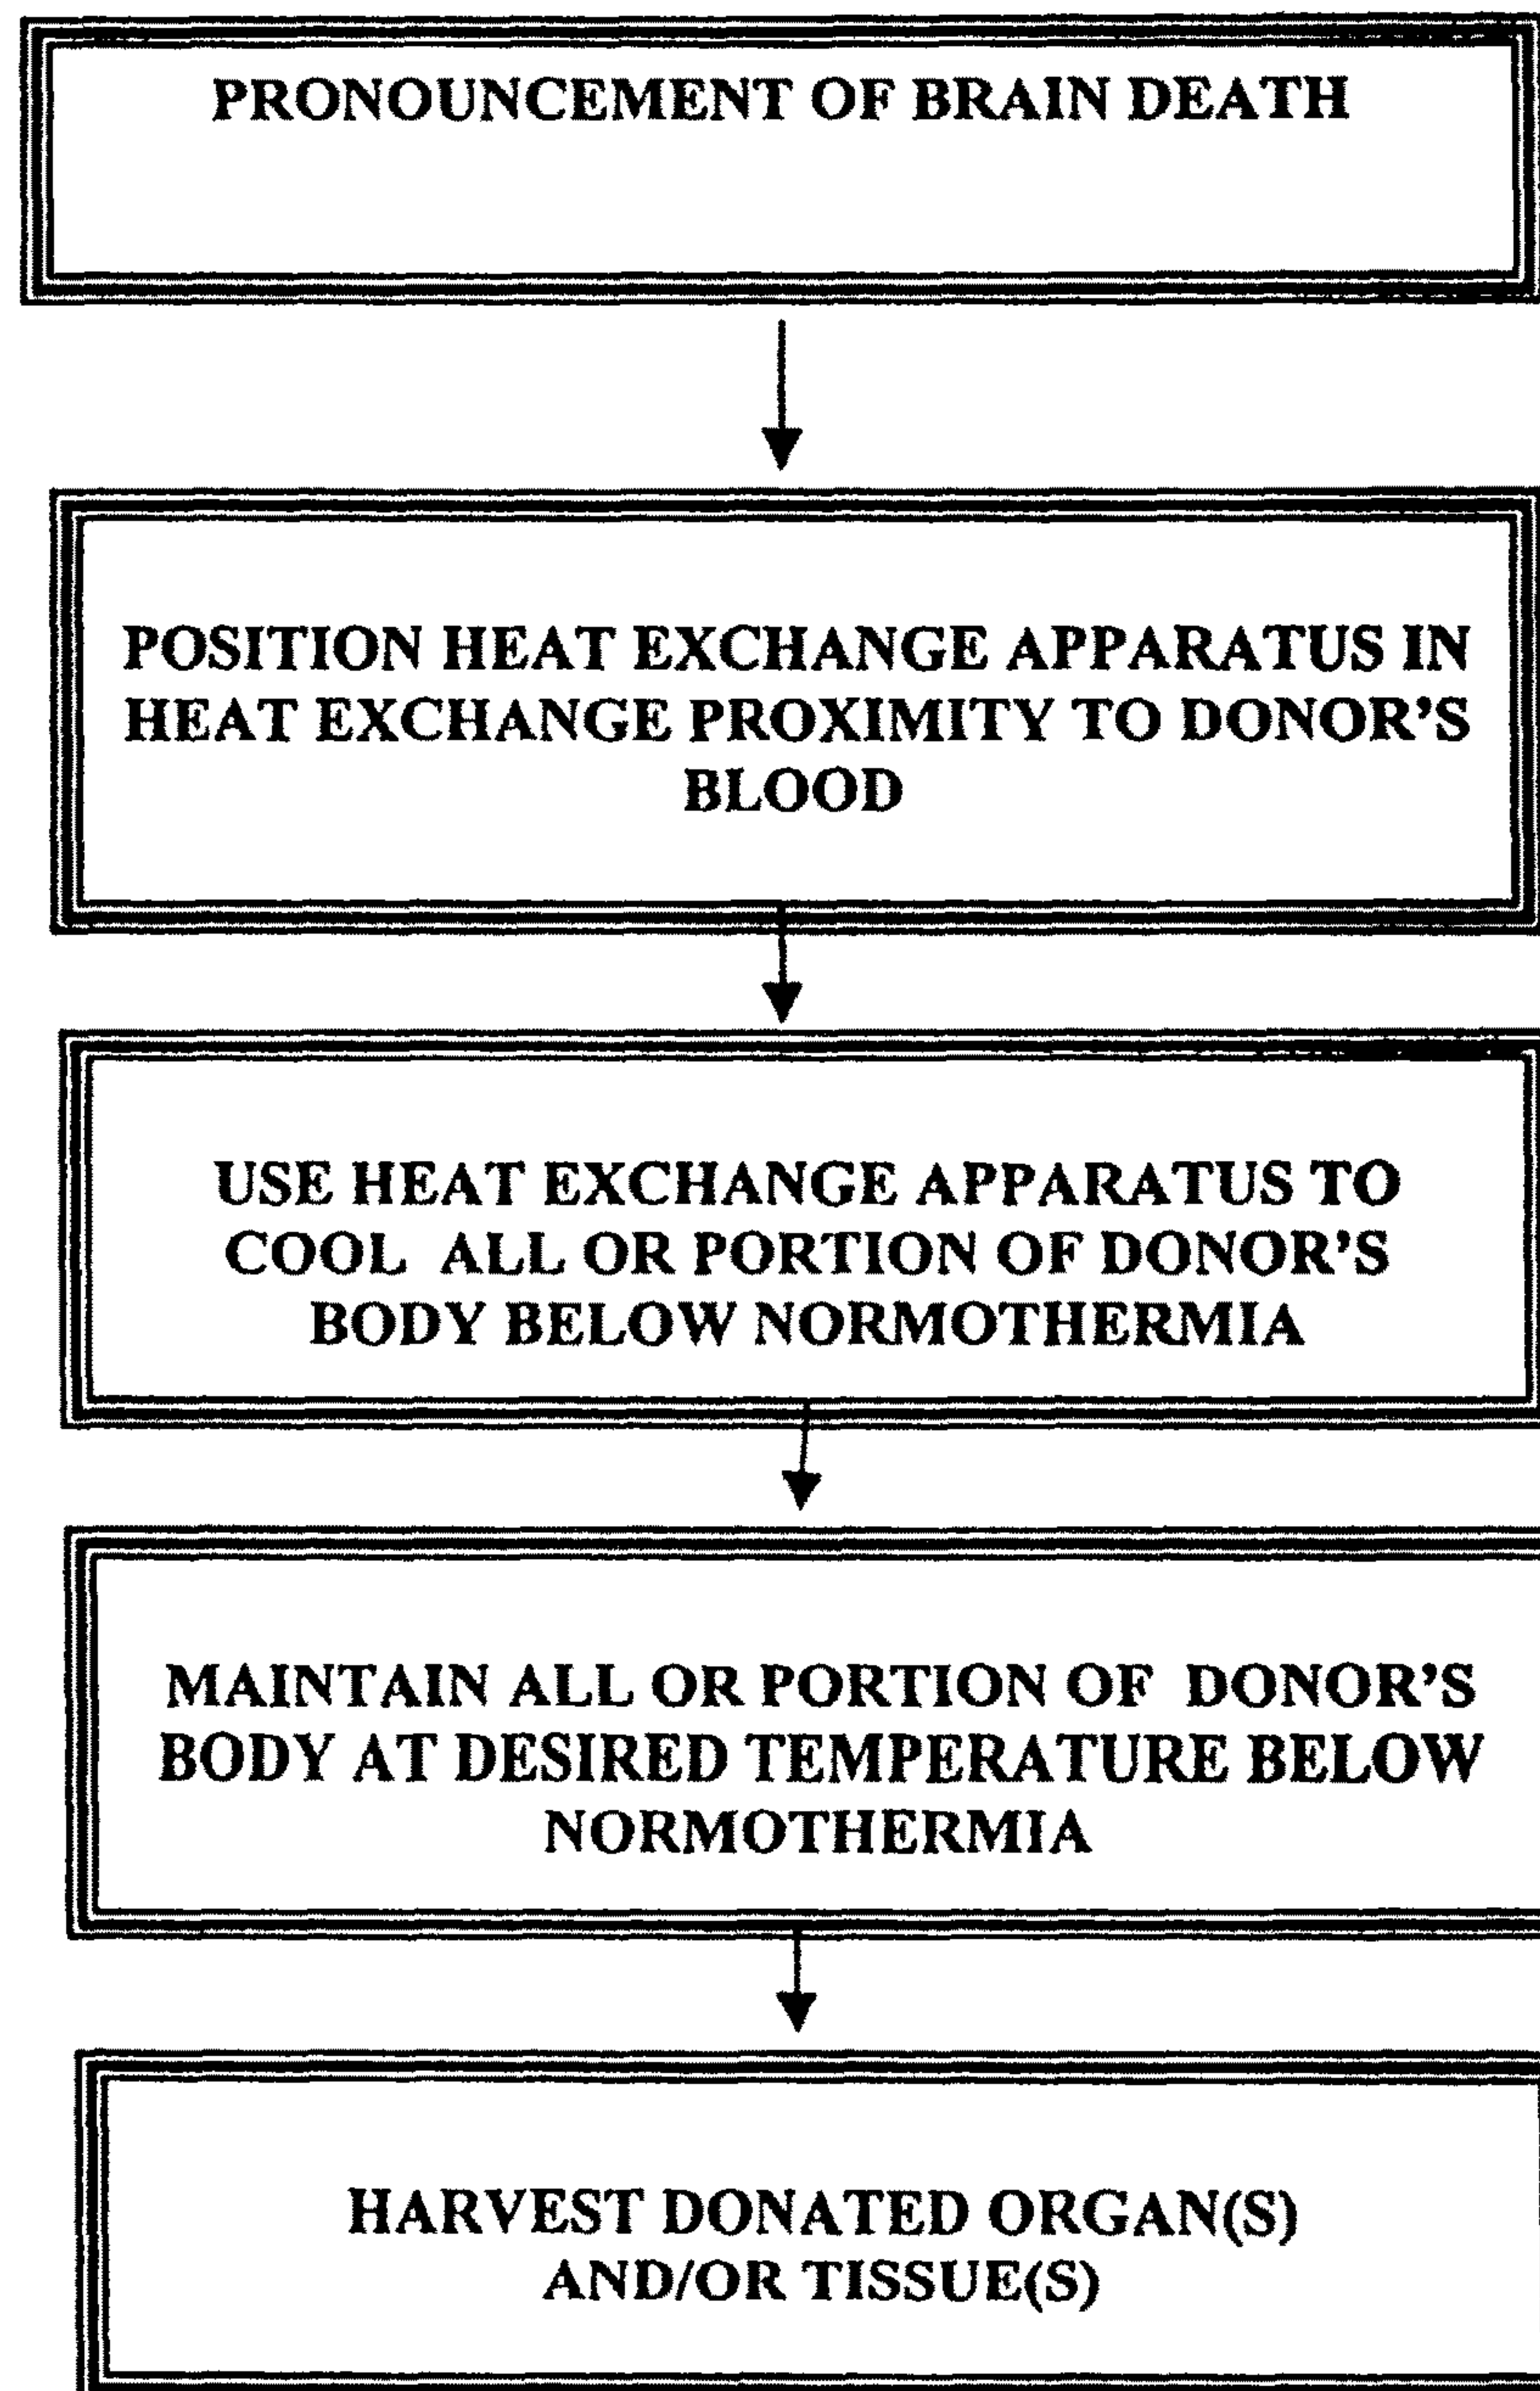 PRONOUNCEMENT OF BRAIN DEATH
POSITION HEAT EXCHANGE APPARATUS IN
HEAT EXCHANGE PROXIMITY TO DONOR'S
BLOOD
USE HEAT EXCHANGE APPARATUS TO
COOL ALL OR PORTION OF DONOR'S
BODY BELOW NORMOTHERMIA
MAINTAIN ALL OR PORTION OF DONOR'S
BODY AT DESIRED TEMPERATURE BELOW
NORMOTHERMIA
HARVEST DONATED ORGAN(S)
AND/OR TISSUE(S)